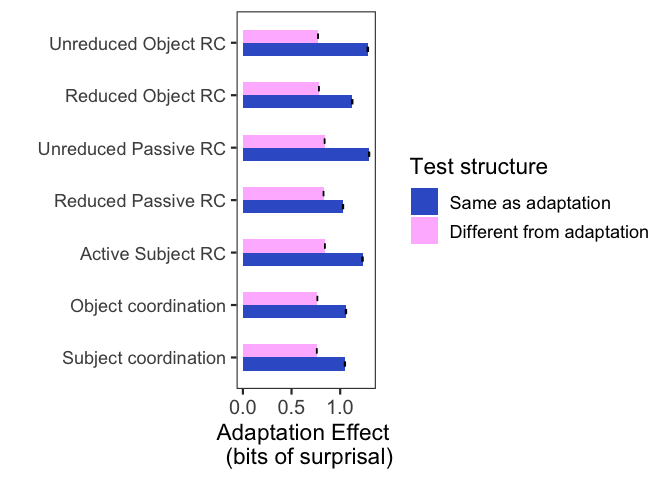 Unreduced Object RC
Reduced Object RC
Unreduced Passive RC
Reduced Passive RC
Active Subject RC
Object coordination
Subject coordination
0.0 0.5 1.0
Adaptation Effect
(bits of surprisal)
Test structure
Same as adaptation
Different from adaptation